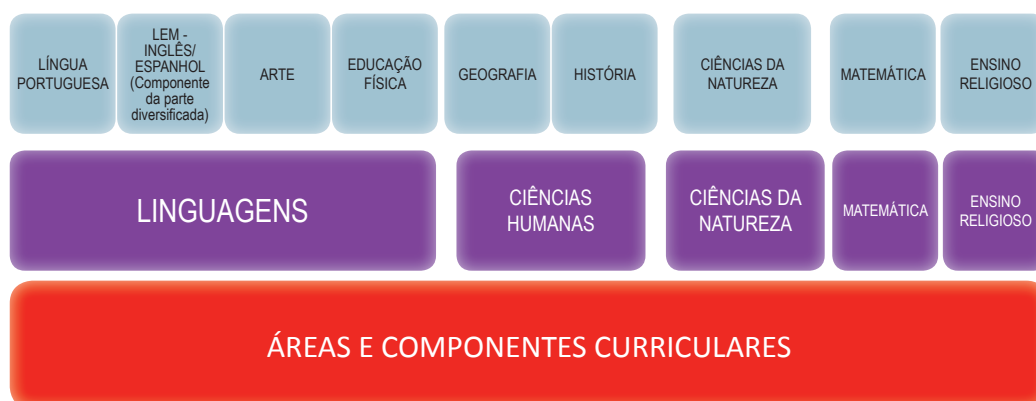 LÍNGUA
PORTUGUESA
LEM -
INGLÊS/
ESPANHOL
(Componente
da parte
diversificada)
ARTE
EDUCAÇÃO
FÍSICA
GEOGRAFIA
HISTÓRIA
CIÊNCIAS DA
NATUREZA
MATEMÁTICA
ENSINO
RELIGIOSO
LINGUAGENS
CIÊNCIAS
HUMANAS
CIÊNCIAS DA
NATUREZA
MATEMÁTICA
ENSINO
RELIGIOSO
ÁREAS E COMPONENTES CURRICULARES